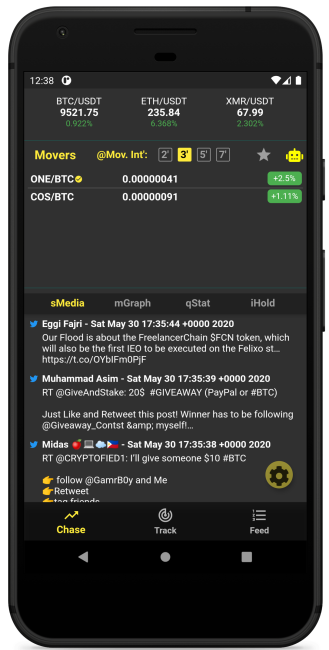 12:38
BTC/USDT ETH/USDT XMR/USDT
9521.75 235.84 67.99
0.922% 6.368% 2.302%
Movers @Mov. Int': 2' 3' 5' 7'
ONE/BTC 0.00000041 +2.5%
COS/BTC 0.00000091 +1.11%
sMedia mGraph qStat iHold
Eggi Fajri - Sat May 30 17:35:44 +0000 2020
Our Flood is about the FreelancerChain $FCN token, which
will also be the first IEO to be executed on the Felixo st…
https://t.co/OYbIFm0PjF
Muhammad Asim - Sat May 30 17:35:39 +0000 2020
RT @GiveAndStake: 20$ #GIVEAWAY (PayPal or #BTC)
Just Like and Retweet this post! Winner has to be following
@Giveaway_Contst &amp; myself!…
Midas 🍎💻☁️🇵🇭 - Sat May 30 17:35:38 +0000 2020
RT @CRYPTOFIED1: I'll give someone $10 #BTC
👉 follow @GamrB0y and Me
👉Retweet
👉tag friends
Chase Track Feed